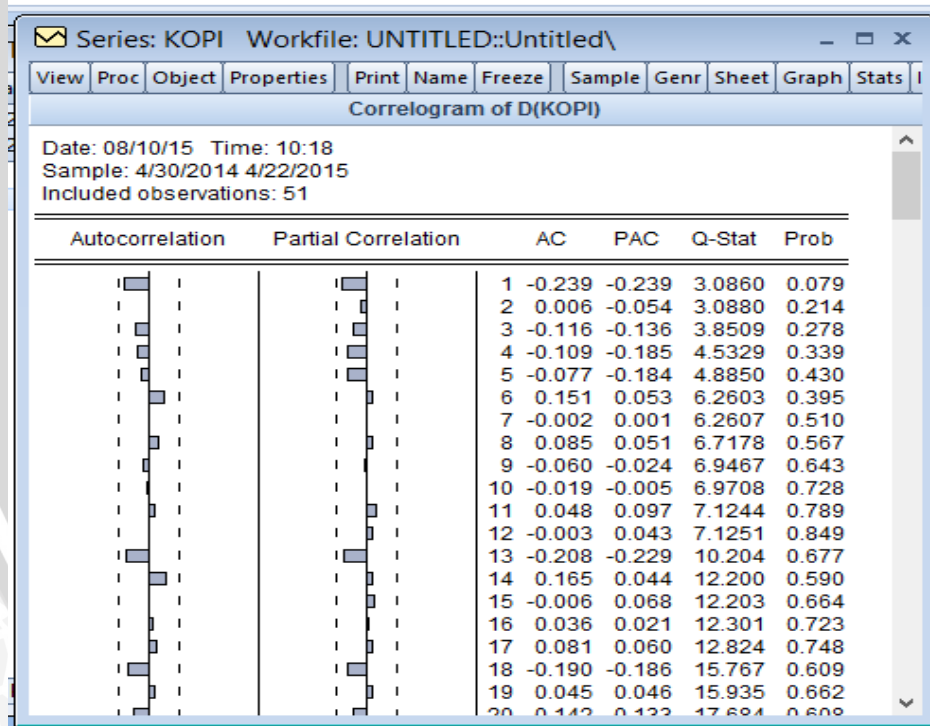 Series: KOPI Workfile: UNTITLED::Untitled\
View Proc Object Properties Print Name Freeze Sample Genr Sheet Graph Stats
Correlogram of D(KOPI)
Date: 08/10/15 Time: 10:18
Sample: 4/30/2014 4/22/2015
Included observations: 51
Autocorrelation Partial Correlation AC PAC Q-Stat Prob
1 -0.239 -0.239 3.0860 0.079
2 0.006 -0.054 3.0880 0.214
3 -0.116 -0.136 3.8509 0.278
4 -0.109 -0.185 4.5329 0.339
5 -0.077 -0.184 4.8850 0.430
6 0.151 0.053 6.2603 0.395
7 -0.002 0.001 6.2607 0.510
8 0.085 0.051 6.7178 0.567
9 -0.060 -0.024 6.9467 0.643
10 -0.019 -0.005 6.9708 0.728
11 0.048 0.097 7.1244 0.789
12 -0.003 0.043 7.1251 0.849
13 -0.208 -0.229 10.204 0.677
14 0.165 0.044 12.200 0.590
15 -0.006 0.068 12.203 0.664
16 0.036 0.021 12.301 0.723
17 0.081 0.060 12.824 0.748
18 -0.190 -0.186 15.767 0.609
19 0.045 0.046 15.935 0.662